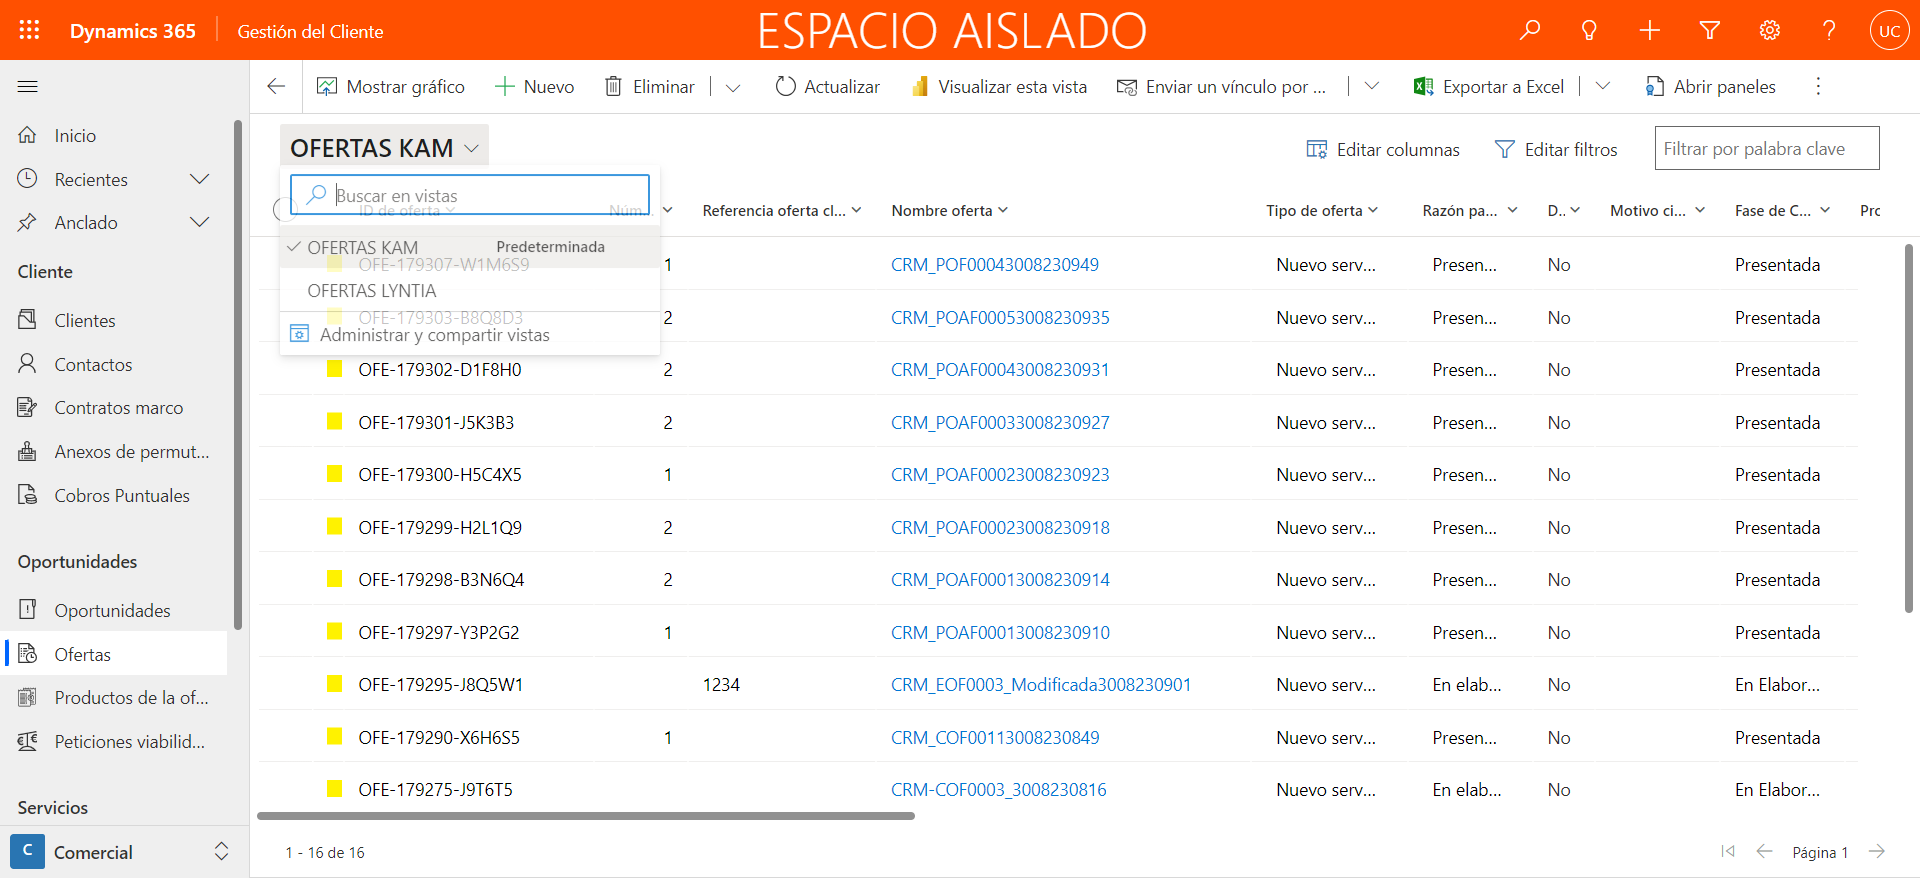 Dynamics 365
Gestión del Cliente
ESPACIO AISLADO
UC
Mostrar gráfico
Nuevo
Eliminar
Actualizar
Visualizar esta vista
Enviar un vínculo por ...
Exportar a Excel
Abrir paneles
Inicio
Recientes
Anclado
Cliente
Clientes
Contactos
Contratos marco
Anexos de permut...
Cobros Puntuales
Oportunidades
Oportunidades
Ofertas
Productos de la of...
Peticiones viabilid...
Servicios
C Comercial
OFERTAS KAM
Editar columnas
Editar filtros
Filtrar por palabra clave
Buscar en vistas
OFERTAS KAM Predeterminada
OFERTAS LYNTIA
Administrar y compartir vistas
ID de oferta Núm... Referencia oferta cl... Nombre oferta Tipo de oferta Razón pa... D.. Motivo ci... Fase de C... Prc
OFE-179307-W1M6S9 1 CRM_POF00043008230949 Nuevo serv... Presen... No Presentada
OFE-179303-B8Q8D3 2 CRM_POAF00053008230935 Nuevo serv... Presen... No Presentada
OFE-179302-D1F8H0 2 CRM_POAF00043008230931 Nuevo serv... Presen... No Presentada
OFE-179301-J5K3B3 2 CRM_POAF00033008230927 Nuevo serv... Presen... No Presentada
OFE-179300-H5C4X5 1 CRM_POAF00023008230923 Nuevo serv... Presen... No Presentada
OFE-179299-H2L1Q9 2 CRM_POAF00023008230918 Nuevo serv... Presen... No Presentada
OFE-179298-B3N6Q4 2 CRM_POAF00013008230914 Nuevo serv... Presen... No Presentada
OFE-179297-Y3P2G2 1 CRM_POAF00013008230910 Nuevo serv... Presen... No Presentada
OFE-179295-J8Q5W1 1234 CRM_EOF0003_Modificada3008230901 Nuevo serv... En elab... No En Elabor...
OFE-179290-X6H6S5 1 CRM_COF00113008230849 Nuevo serv... Presen... No Presentada
OFE-179275-J9T6T5 CRM-COF0003_3008230816 Nuevo serv... En elab... No En Elabor...
1 - 16 de 16
Página 1